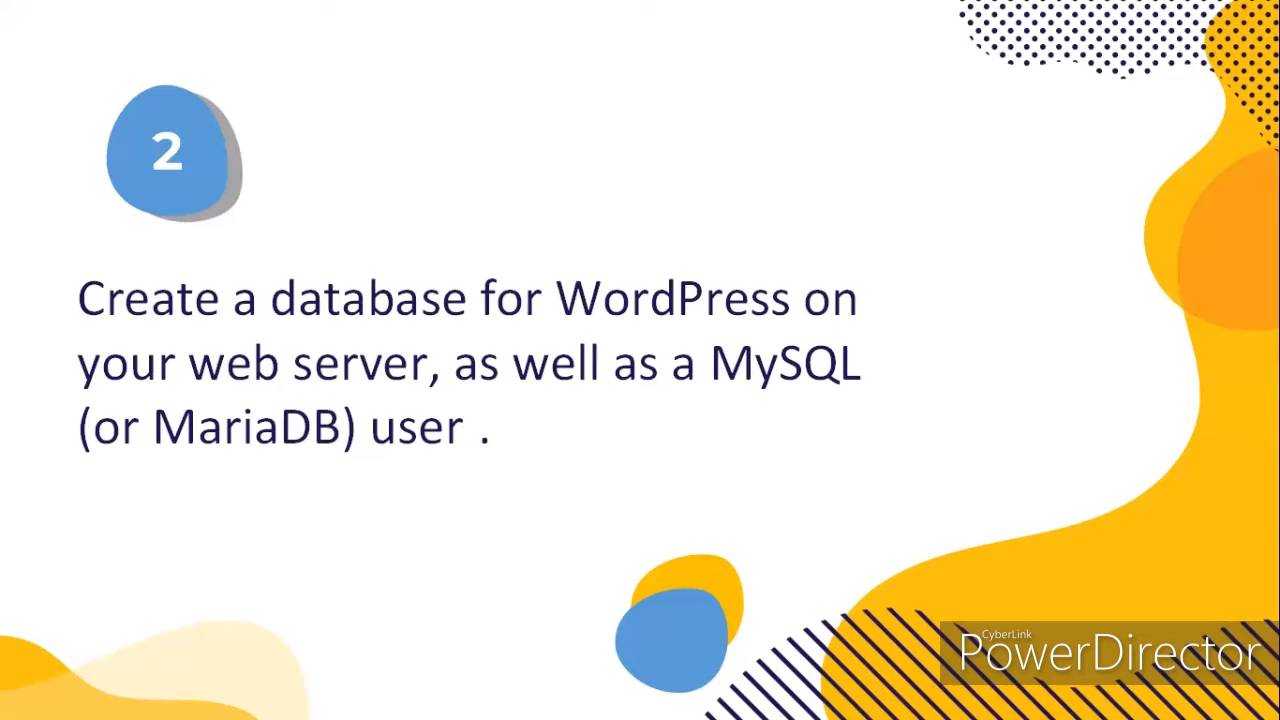 2
Create a database for WordPress on
your web server, as well as a MySQL
(or MariaDB) user .
CyberLink
PowerDirector